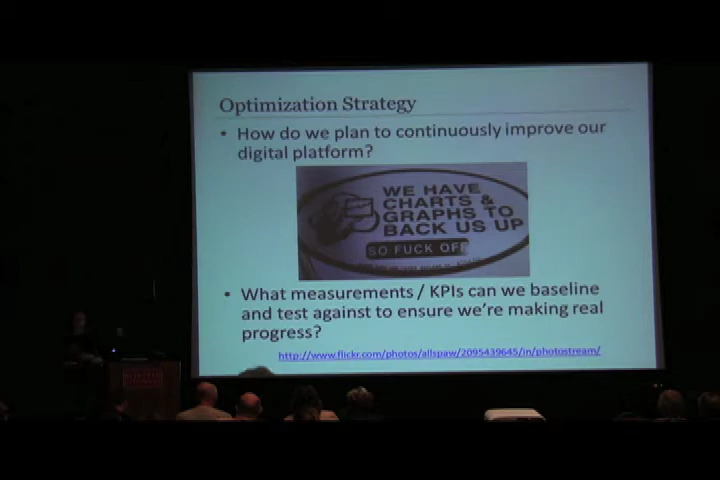 Optimization Strategy
• How do we plan to continuously improve our
digital platform?
WE HAVE
CHARTS &
GRAPHS TO
BACK US UP
SO FUCK OFF
• What measurements / KPIs can we baseline
and test against to ensure we're making real
progress?
http://www.flickr.com/photos/allspaw/2095439645/in/photostream/